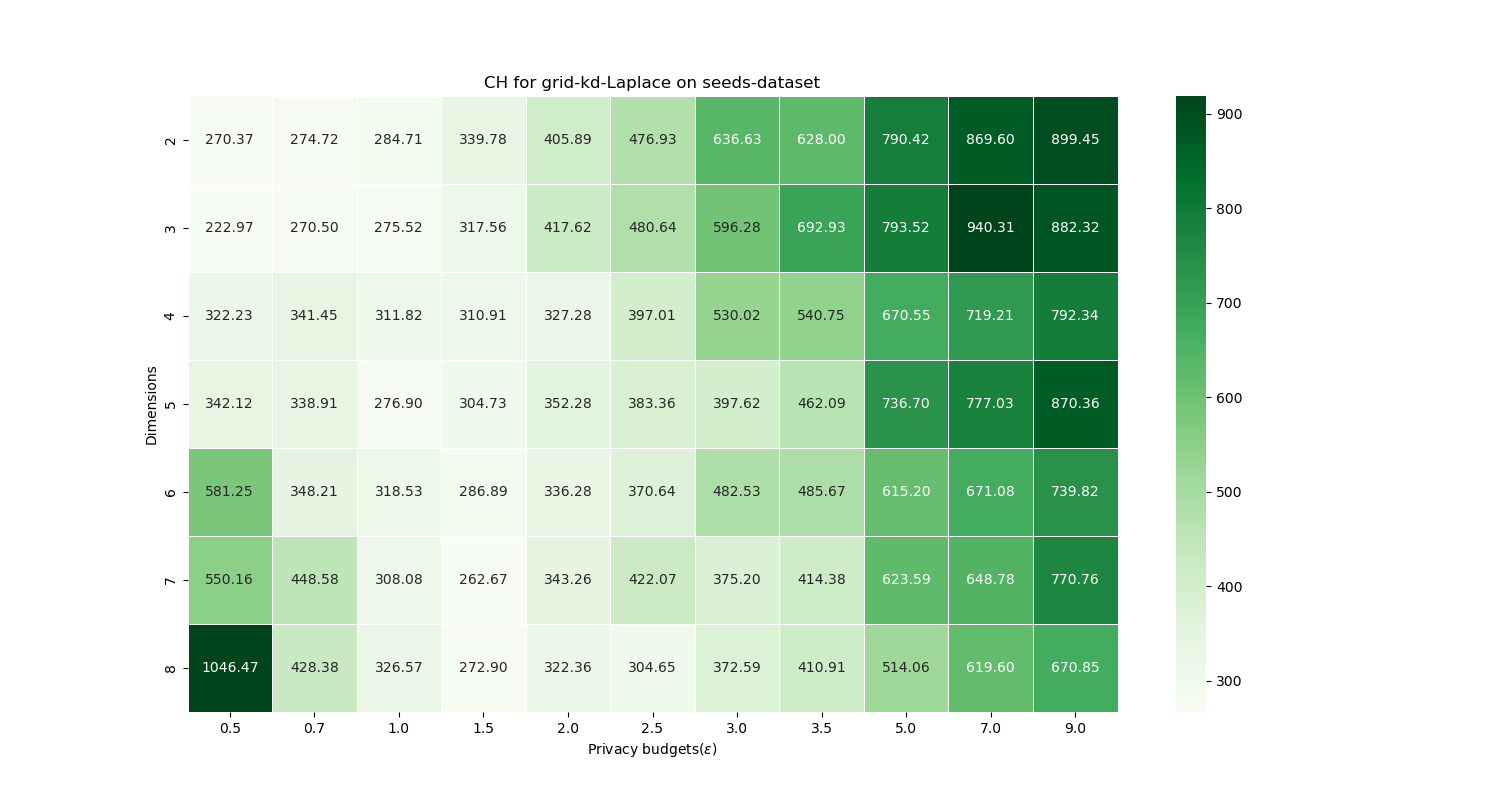 CH for grid-kd-Laplace on seeds-dataset
2 270.37 274.72 284.71 339.78 405.89 476.93 636.63 628.00 790.42 869.60 899.45
3 222.97 270.50 275.52 317.56 417.62 480.64 596.28 692.93 793.52 940.31 882.32
4 322.23 341.45 311.82 310.91 327.28 397.01 530.02 540.75 670.55 719.21 792.34
5 342.12 338.91 276.90 304.73 352.28 383.36 397.62 462.09 736.70 777.03 870.36
6 581.25 348.21 318.53 286.89 336.28 370.64 482.53 485.67 615.20 671.08 739.82
7 550.16 448.58 308.08 262.67 343.26 422.07 375.20 414.38 623.59 648.78 770.76
8 1046.47 428.38 326.57 272.90 322.36 304.65 372.59 410.91 514.06 619.60 670.85
0.5 0.7 1.0 1.5 2.0 2.5 3.0 3.5 5.0 7.0 9.0
Privacy budgets(ε)
Dimensions
900
800
700
600
500
400
300